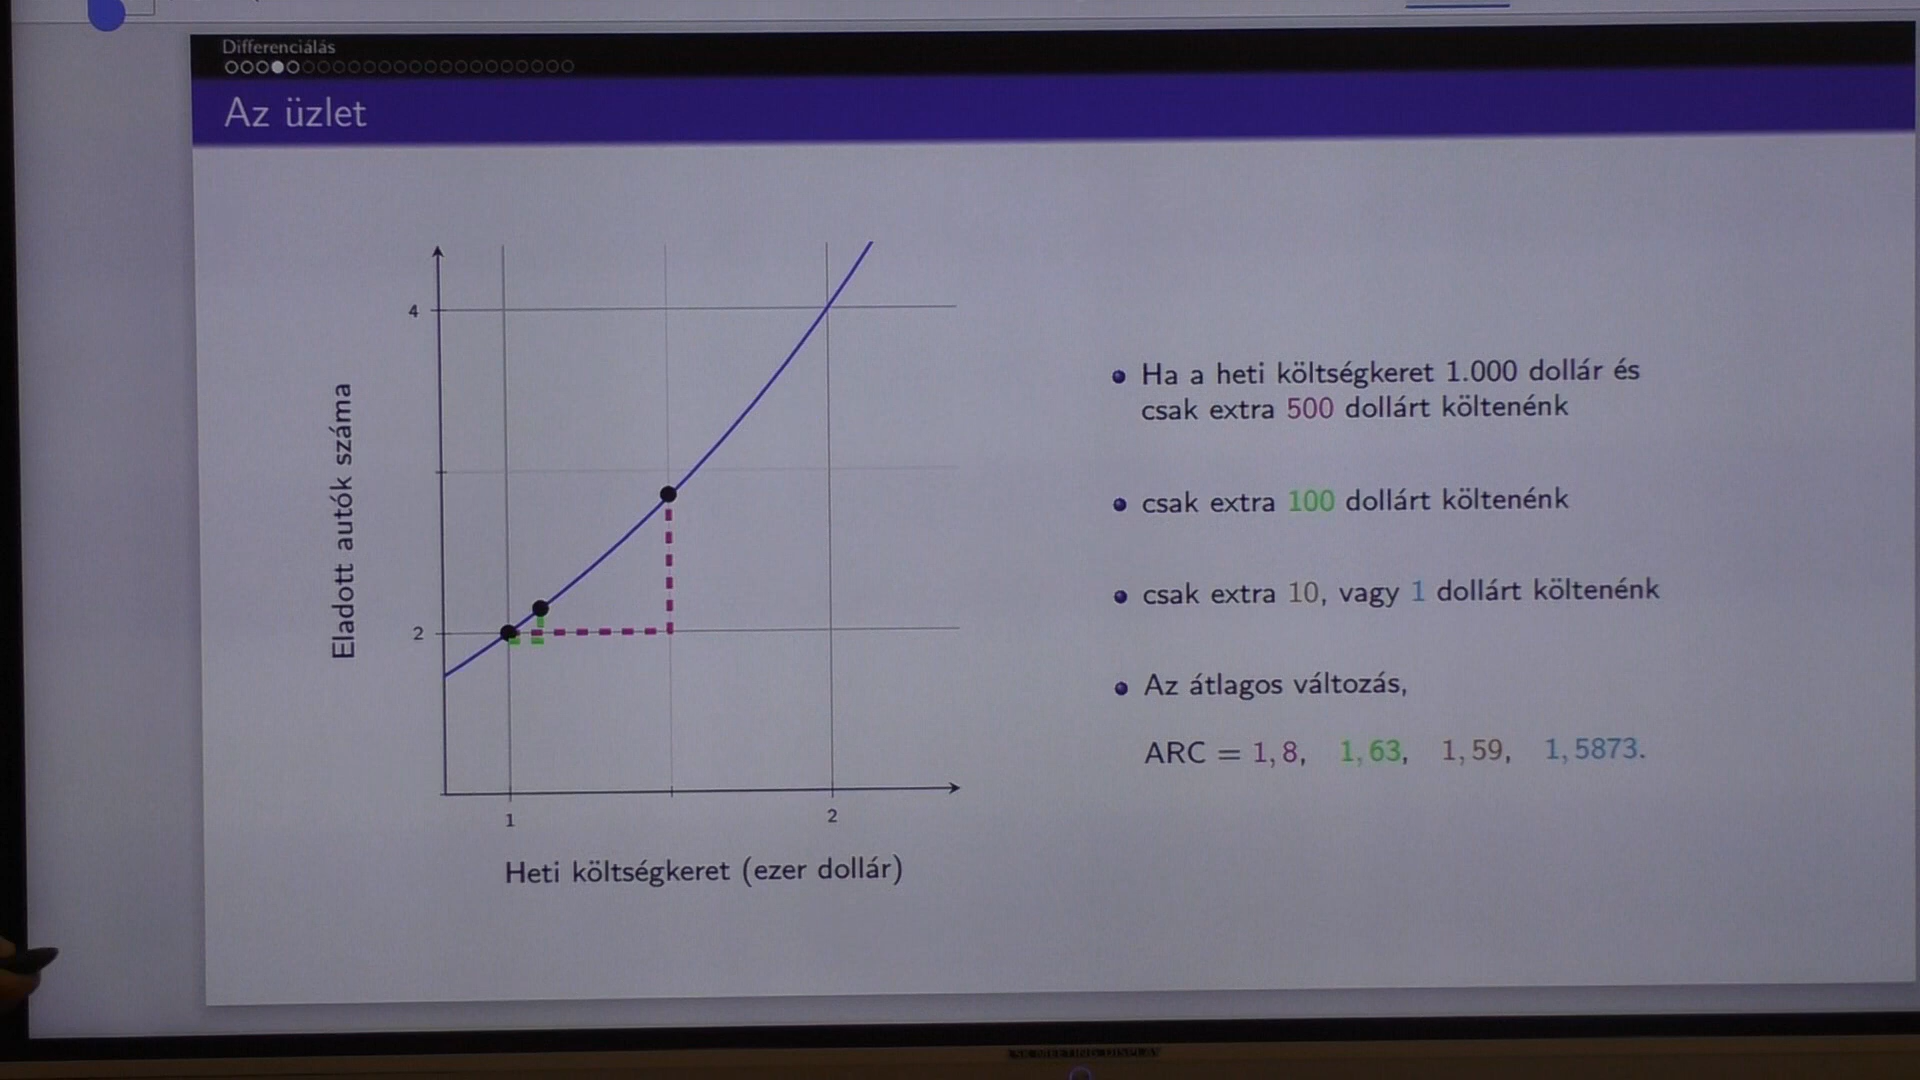 Differenciálás
Az üzlet
Eladott autók száma
4
2
1
2
Heti költségkeret (ezer dollár)
Ha a heti költségkeret 1.000 dollár és
csak extra 500 dollárt költenénk
csak extra 100 dollárt költenénk
csak extra 10, vagy 1 dollárt költenénk
Az átlagos változás,
ARC = 1,8, 1,63, 1,59, 1,5873.
MEETING DISPLAY